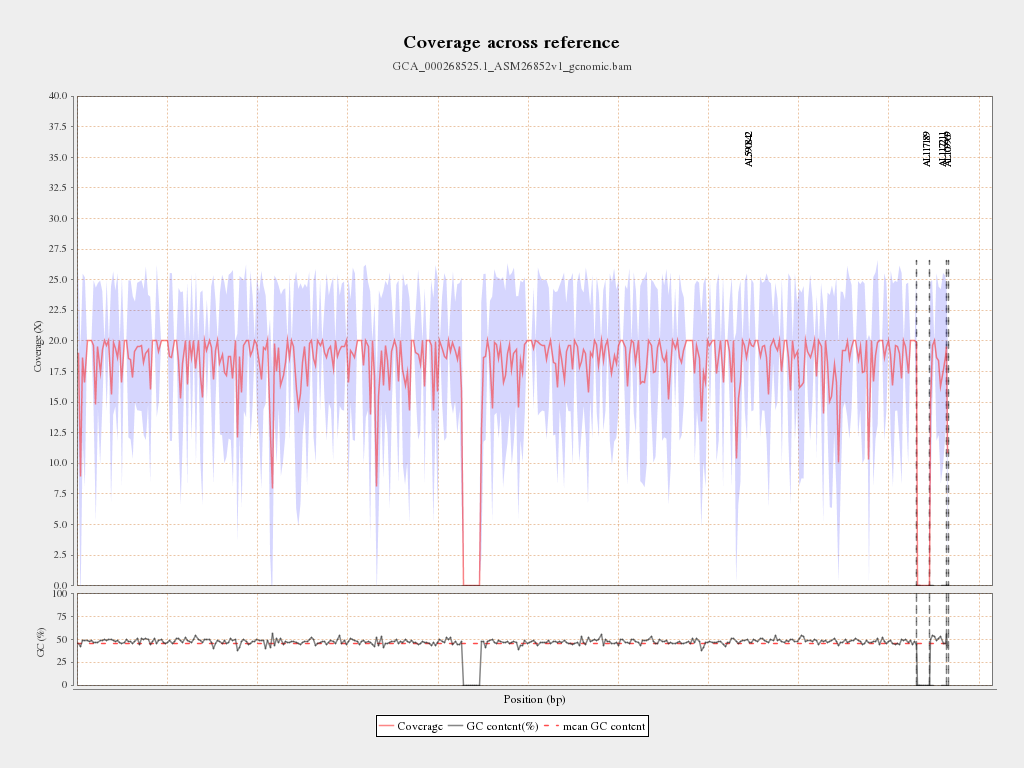 Coverage across reference
GCA_000268525.1_ASM26852v1_genomic.bam
40.0
37.5
35.0
32.5
30.0
27.5
25.0
22.5
20.0
17.5
15.0
12.5
10.0
7.5
5.0
2.5
0.0
Coverage (X)
AL590842
AL117189
AL117211
AL109969
100
75
50
25
0
GC (%)
Position (bp)
Coverage GC content(%) mean GC content